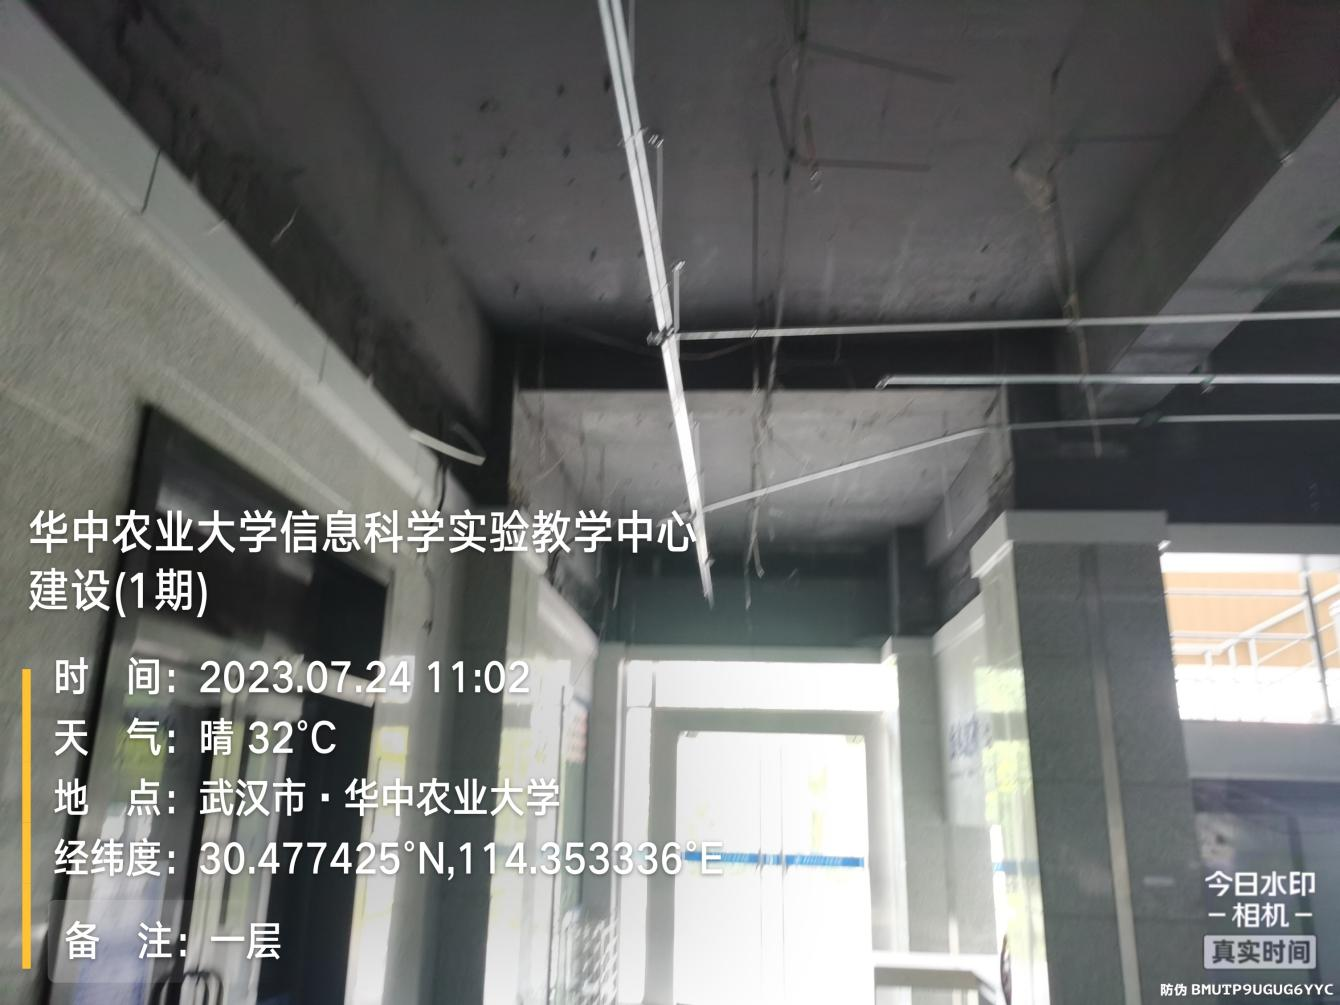 华中农业大学信息科学实验教学中心
建设(1期)
时 间：2023.07.24 11:02
天 气：晴 32°C
地 点：武汉市·华中农业大学
经纬度：30.477425°N,114.353336°E
备 注：一层
今日水印
-相机-
真实时间
防伪 BMUTP9UGUG6YYC